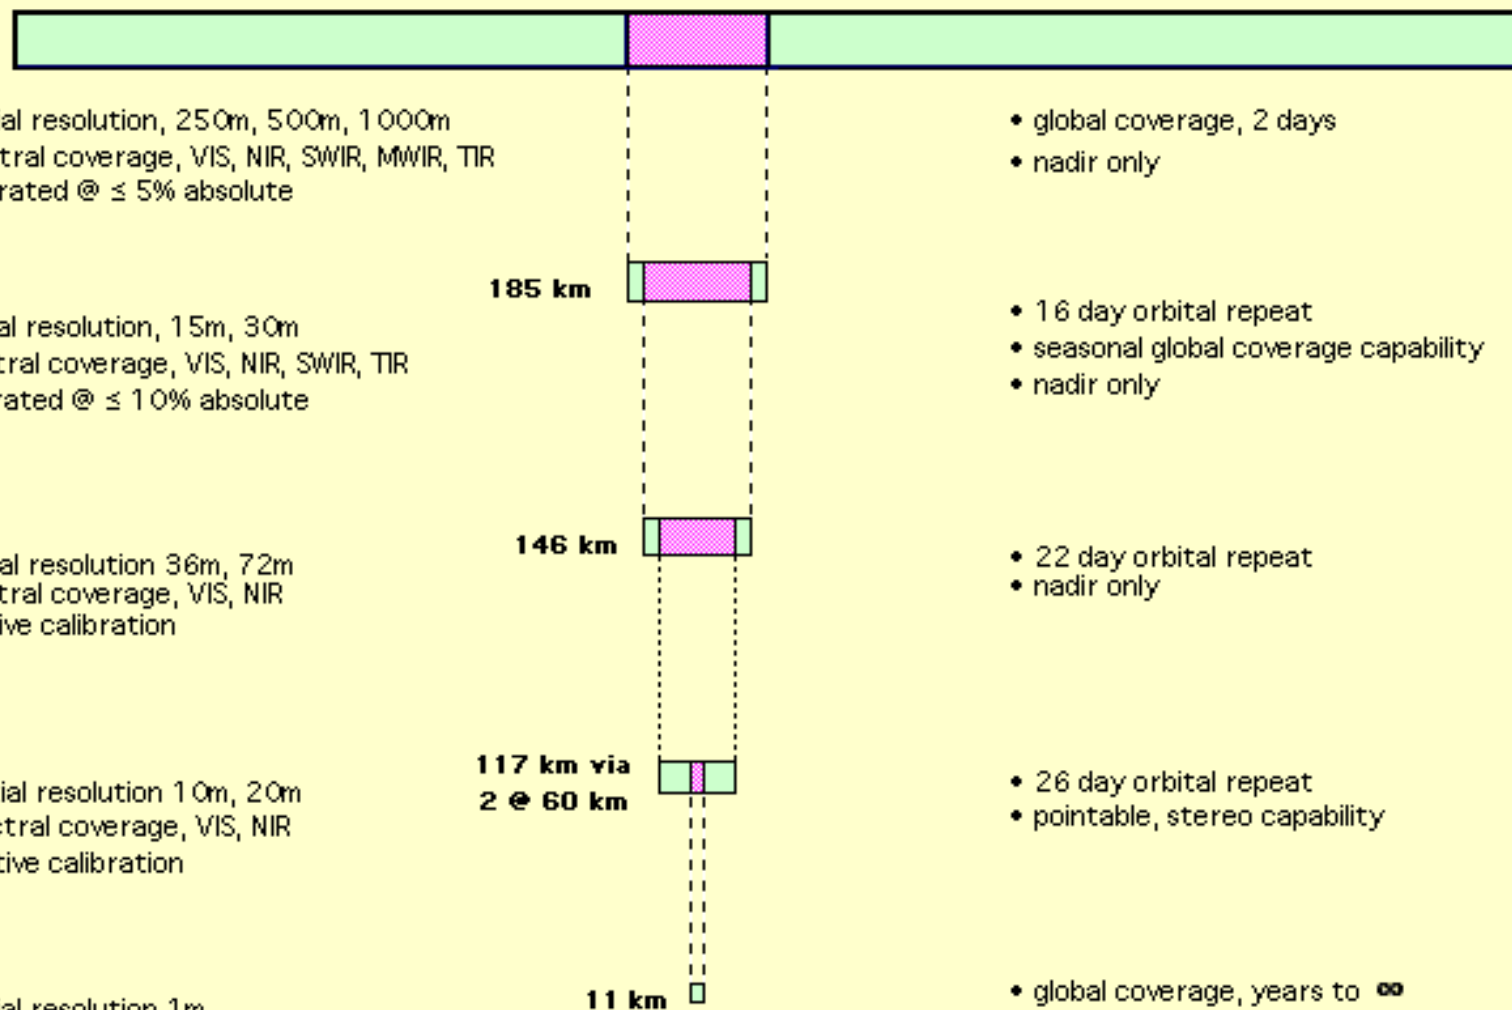 al resolution, 250m, 500m, 1000m
• global coverage, 2 days
tral coverage, VIS, NIR, SWIR, MWIR, TIR
• nadir only
rated @ ≤ 5% absolute
185 km
• 16 day orbital repeat
al resolution, 15m, 30m
• seasonal global coverage capability
tral coverage, VIS, NIR, SWIR, TIR
• nadir only
rated @ ≤ 10% absolute
146 km
• 22 day orbital repeat
al resolution 36m, 72m
• nadir only
tral coverage, VIS, NIR
ive calibration
117 km via
• 26 day orbital repeat
ial resolution 10m, 20m
2 @ 60 km
• pointable, stereo capability
ctral coverage, VIS, NIR
tive calibration
11 km
• global coverage, years to ∞
al resolution 1m